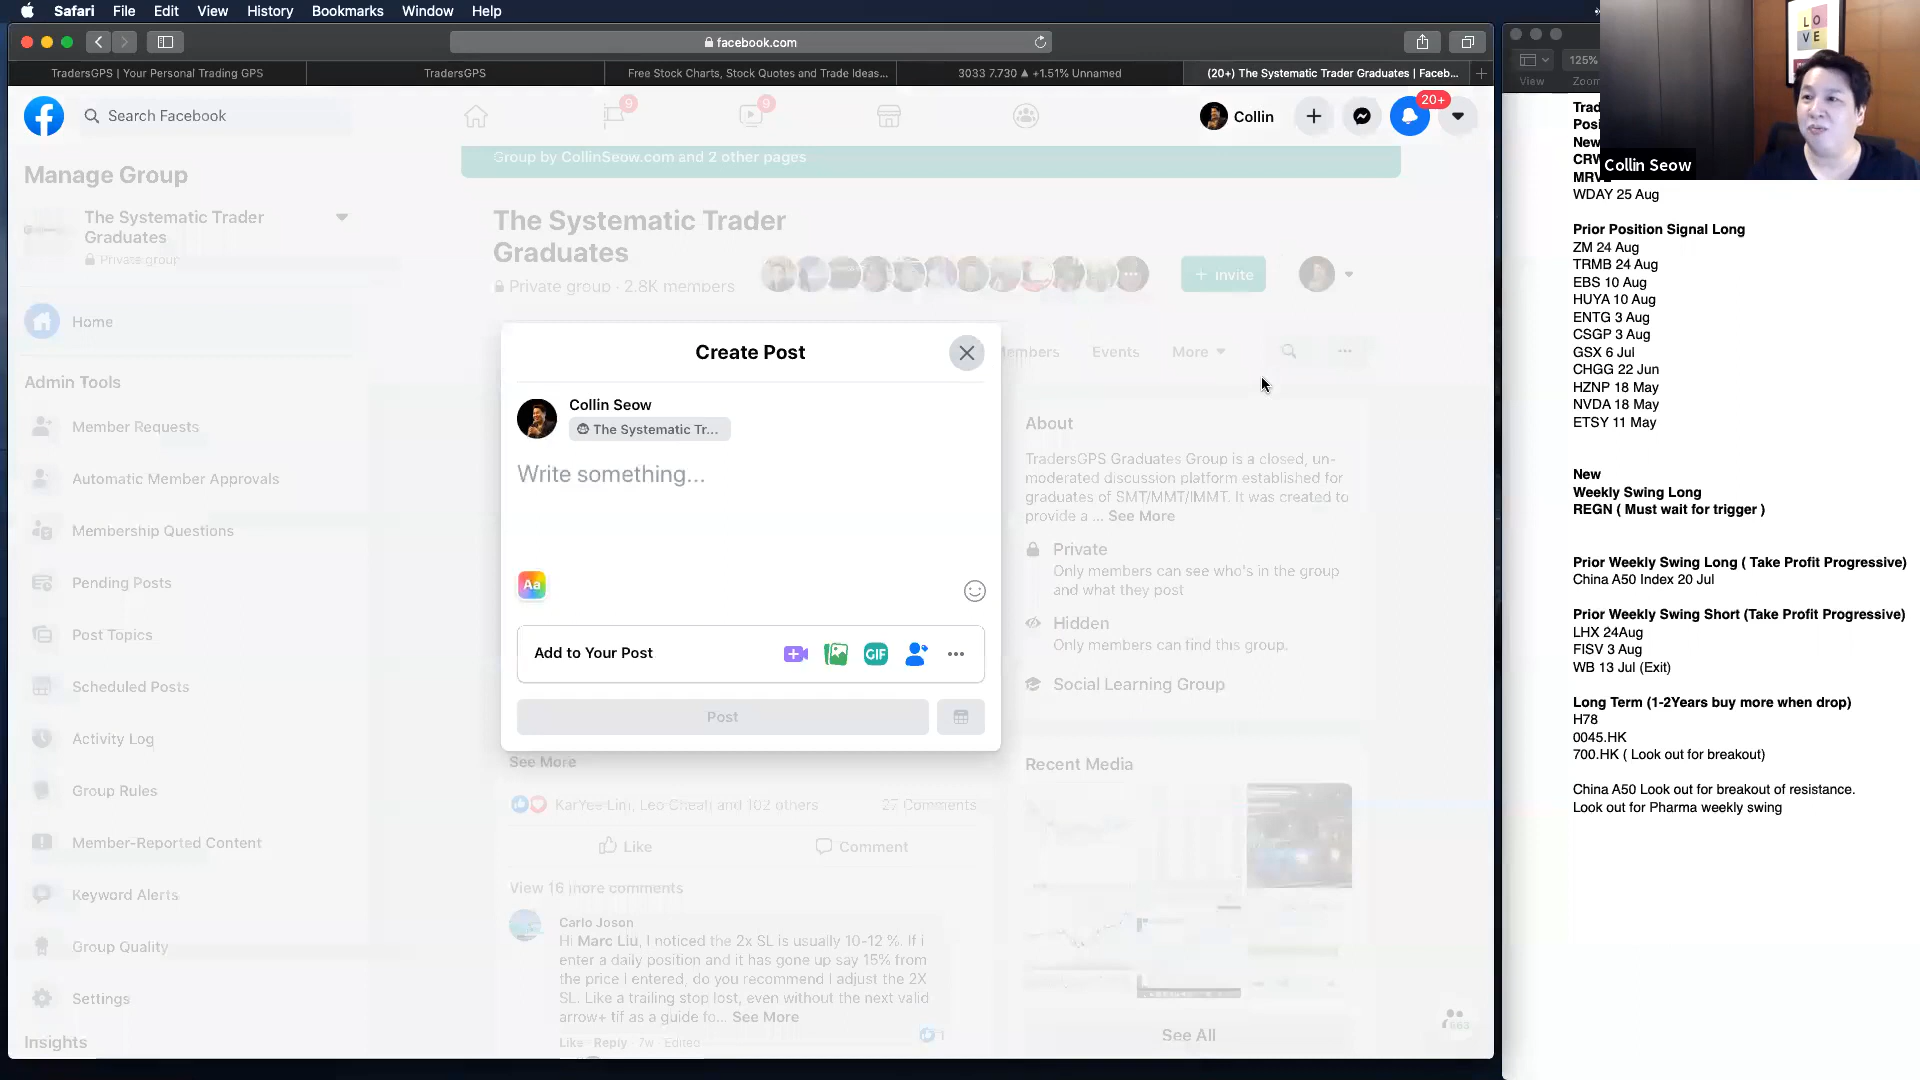 Safari File Edit View History Bookmarks Window Help
facebook.com
TradersGPS | Your Personal Trading GPS
TradersGPS
Free Stock Charts, Stock Quotes and Trade Ideas...
3033 7.730 ▲ +1.51% Unnamed
(20+) The Systematic Trader Graduates | Faceb...
Search Facebook
9
9
Collin
20+
Manage Group
The Systematic Trader
Graduates
Private group
Home
Admin Tools
Member Requests
Automatic Member Approvals
Membership Questions
Pending Posts
Post Topics
Scheduled Posts
Activity Log
Group Rules
Member-Reported Content
Keyword Alerts
Group Quality
Settings
Insights
Group by CollinSeow.com and 2 other pages
The Systematic Trader
Graduates
Private group · 2.8K members
+ Invite
Members
Events
More
Create Post
Collin Seow
The Systematic Tr...
Write something...
Aa
Add to Your Post
GIF
Post
See More
KarYee Lim, Leo Cheah and 102 others
27 Comments
Like
Comment
View 16 more comments
Carlo Joson
Hi Marc Liu, I noticed the 2x SL is usually 10-12 %. If i
enter a daily position and it has gone up say 15% from
the price I entered, do you recommend I adjust the 2X
SL. Like a trailing stop lost, even without the next valid
arrow+ tif as a guide fo... See More
Like · Reply · 7w · Edited
1
About
TradersGPS Graduates Group is a closed, un-
moderated discussion platform established for
graduates of SMT/MMT/IMMT. It was created to
provide a ... See More
Private
Only members can see who's in the group
and what they post
Hidden
Only members can find this group.
Social Learning Group
Recent Media
See All
663
View
125%
Zoom
LO
VE
Collin Seow
Trad
Posi
New
CRW
MRV
WDAY 25 Aug
Prior Position Signal Long
ZM 24 Aug
TRMB 24 Aug
EBS 10 Aug
HUYA 10 Aug
ENTG 3 Aug
CSGP 3 Aug
GSX 6 Jul
CHGG 22 Jun
HZNP 18 May
NVDA 18 May
ETSY 11 May
New
Weekly Swing Long
REGN ( Must wait for trigger )
Prior Weekly Swing Long ( Take Profit Progressive)
China A50 Index 20 Jul
Prior Weekly Swing Short (Take Profit Progressive)
LHX 24Aug
FISV 3 Aug
WB 13 Jul (Exit)
Long Term (1-2Years buy more when drop)
H78
0045.HK
700.HK ( Look out for breakout)
China A50 Look out for breakout of resistance.
Look out for Pharma weekly swing